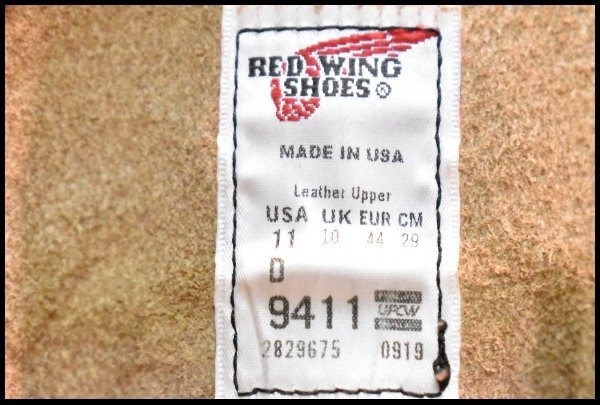 RED WING
SHOES ®
MADE IN USA
Leather Upper
USA UK EUR CM
11 10 44 29
D
9411 UFCW
2829675 0919